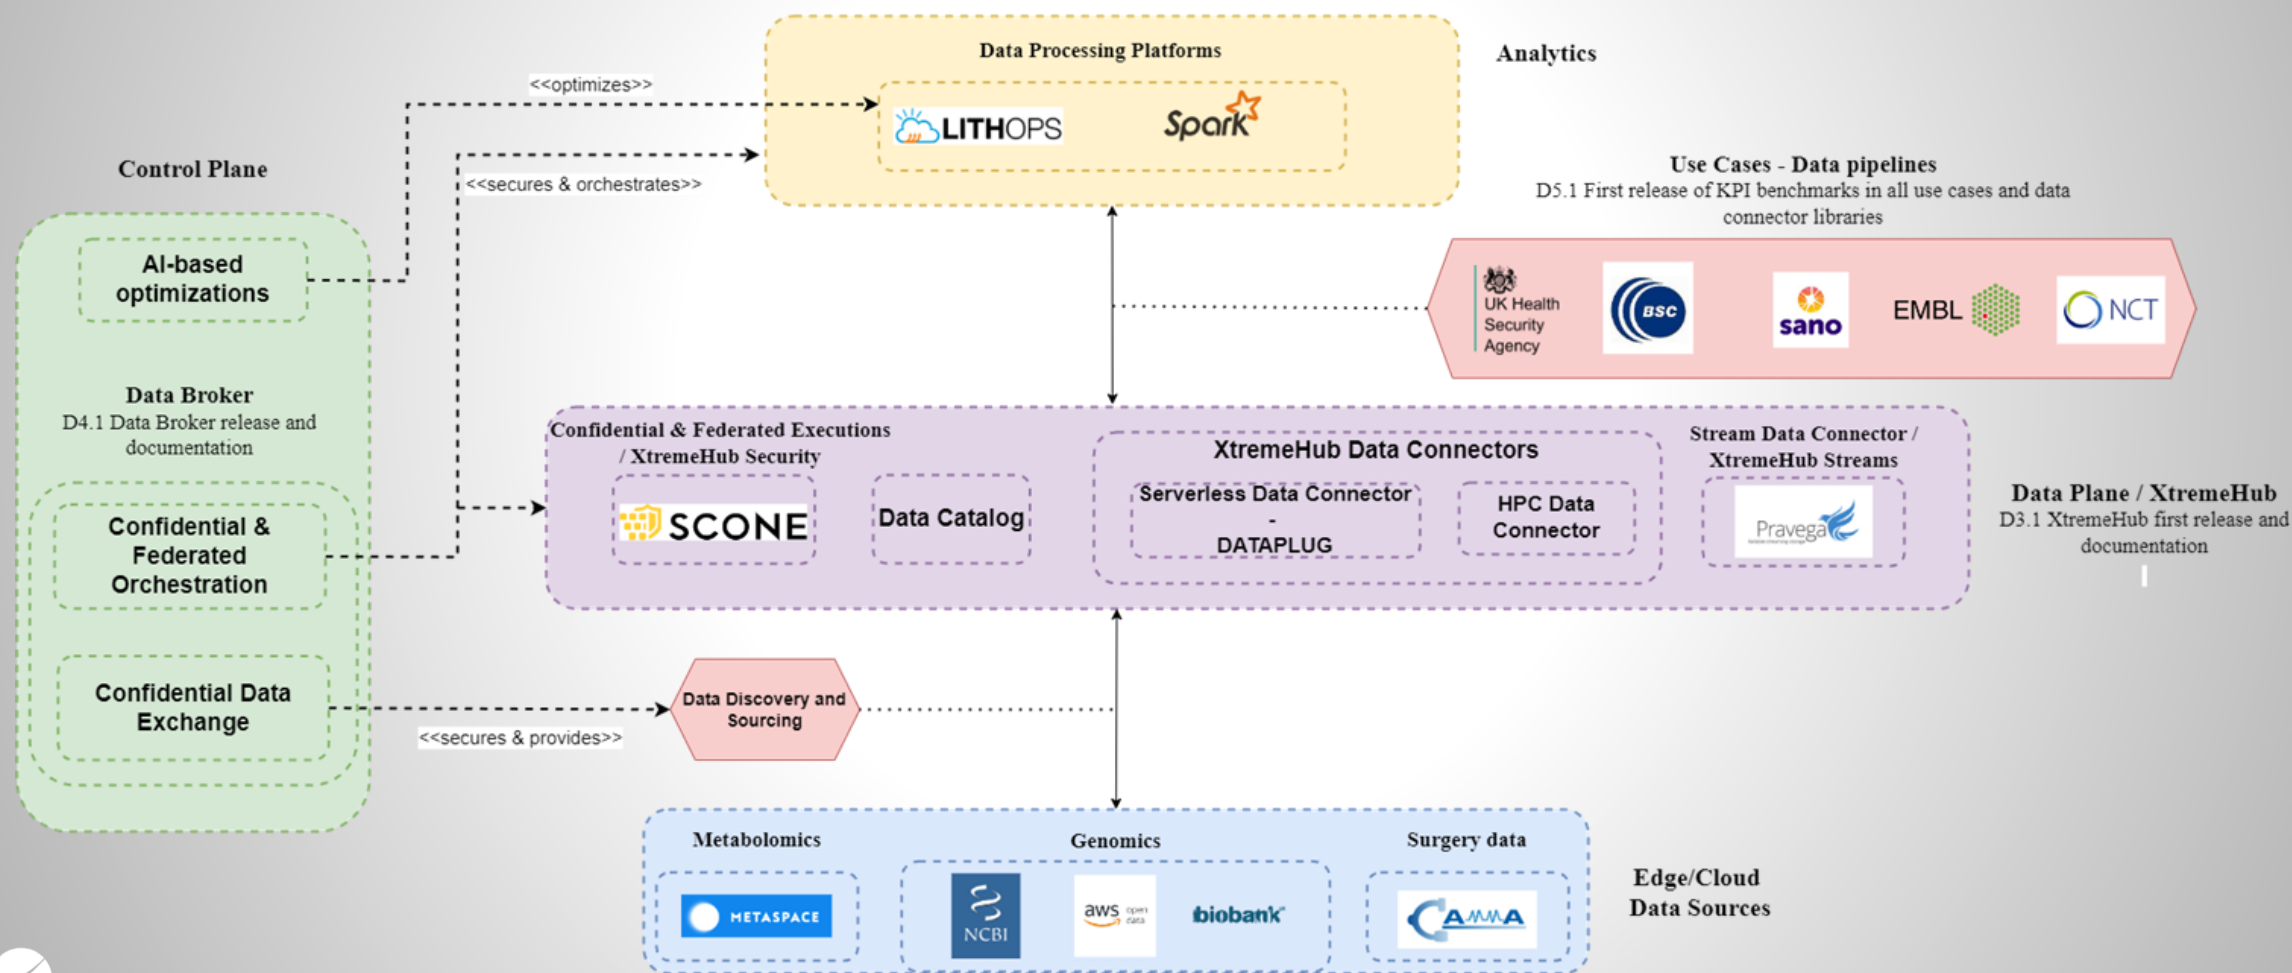 Data Processing Platforms
Analytics
<<optimizes>>
LITHOPS
Spark
Control Plane
<<secures & orchestrates>>
Use Cases - Data pipelines
D5.1 First release of KPI benchmarks in all use cases and data
connector libraries
AI-based
optimizations
UK Health
Security
Agency
BSC
sano
EMBL
NCT
Data Broker
D4.1 Data Broker release and
documentation
Confidential & Federated Executions
/ XtremeHub Security
SCONE
Data Catalog
XtremeHub Data Connectors
Serverless Data Connector
-
DATAPLUG
HPC Data
Connector
Stream Data Connector /
XtremeHub Streams
Pravega
Data Plane / XtremeHub
D3.1 XtremeHub first release and
documentation
Confidential &
Federated
Orchestration
Confidential Data
Exchange
<<secures & provides>>
Data Discovery and
Sourcing
Metabolomics
Genomics
Surgery data
METASPACE
NCBI
aws open
data
biobank
CAMMA
Edge/Cloud
Data Sources